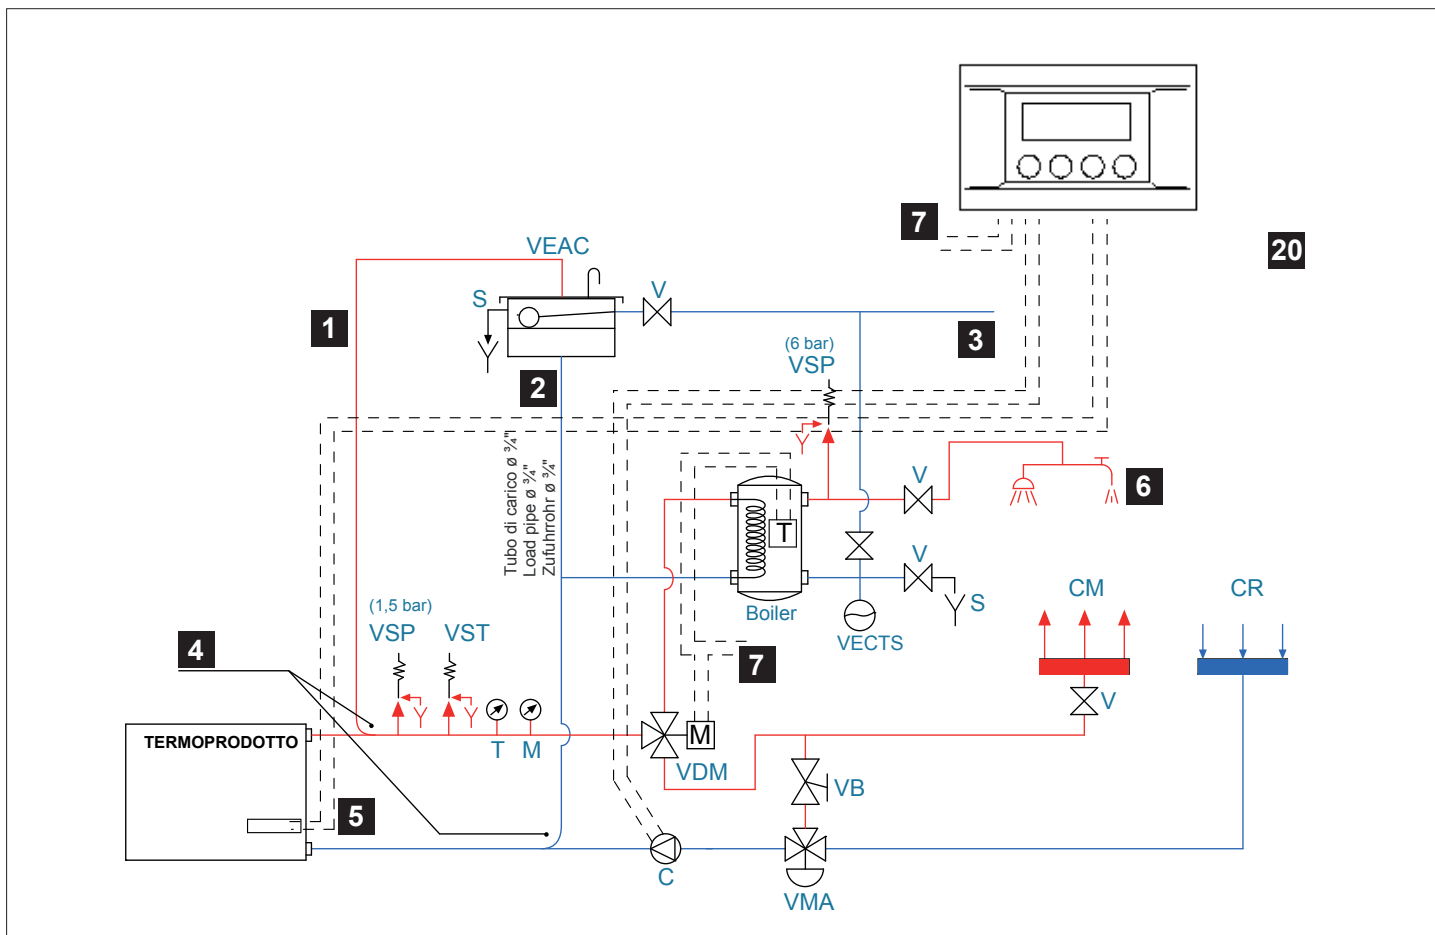 7
20
VEAC
V
S
1
3
(6 bar)
VSP
2
Tubo di carico ø ¾"
Load pipe ø ¾"
Zufuhrrohr ø ¾"
V
6
T
V
S
Boiler
VECTS
CM
CR
(1,5 bar)
VSP
VST
4
7
V
TERMOPRODOTTO
T
M
M
VDM
VB
5
C
VMA